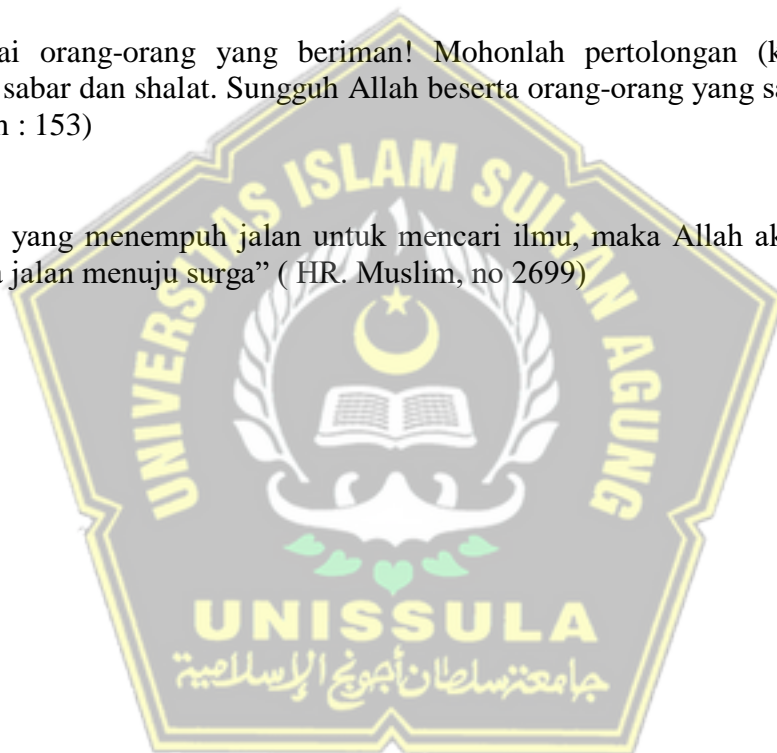 ai orang-orang yang beriman! Mohonlah pertolongan (k
sabar dan shalat. Sungguh Allah beserta orang-orang yang sa
: 153)
yang menempuh jalan untuk mencari ilmu, maka Allah ak
jalan menuju surga” ( HR. Muslim, no 2699)
UNIVERSITAS ISLAM SULTAN AGUNG
UNISSULA
جامعة سلطان أجونج الإسلامية